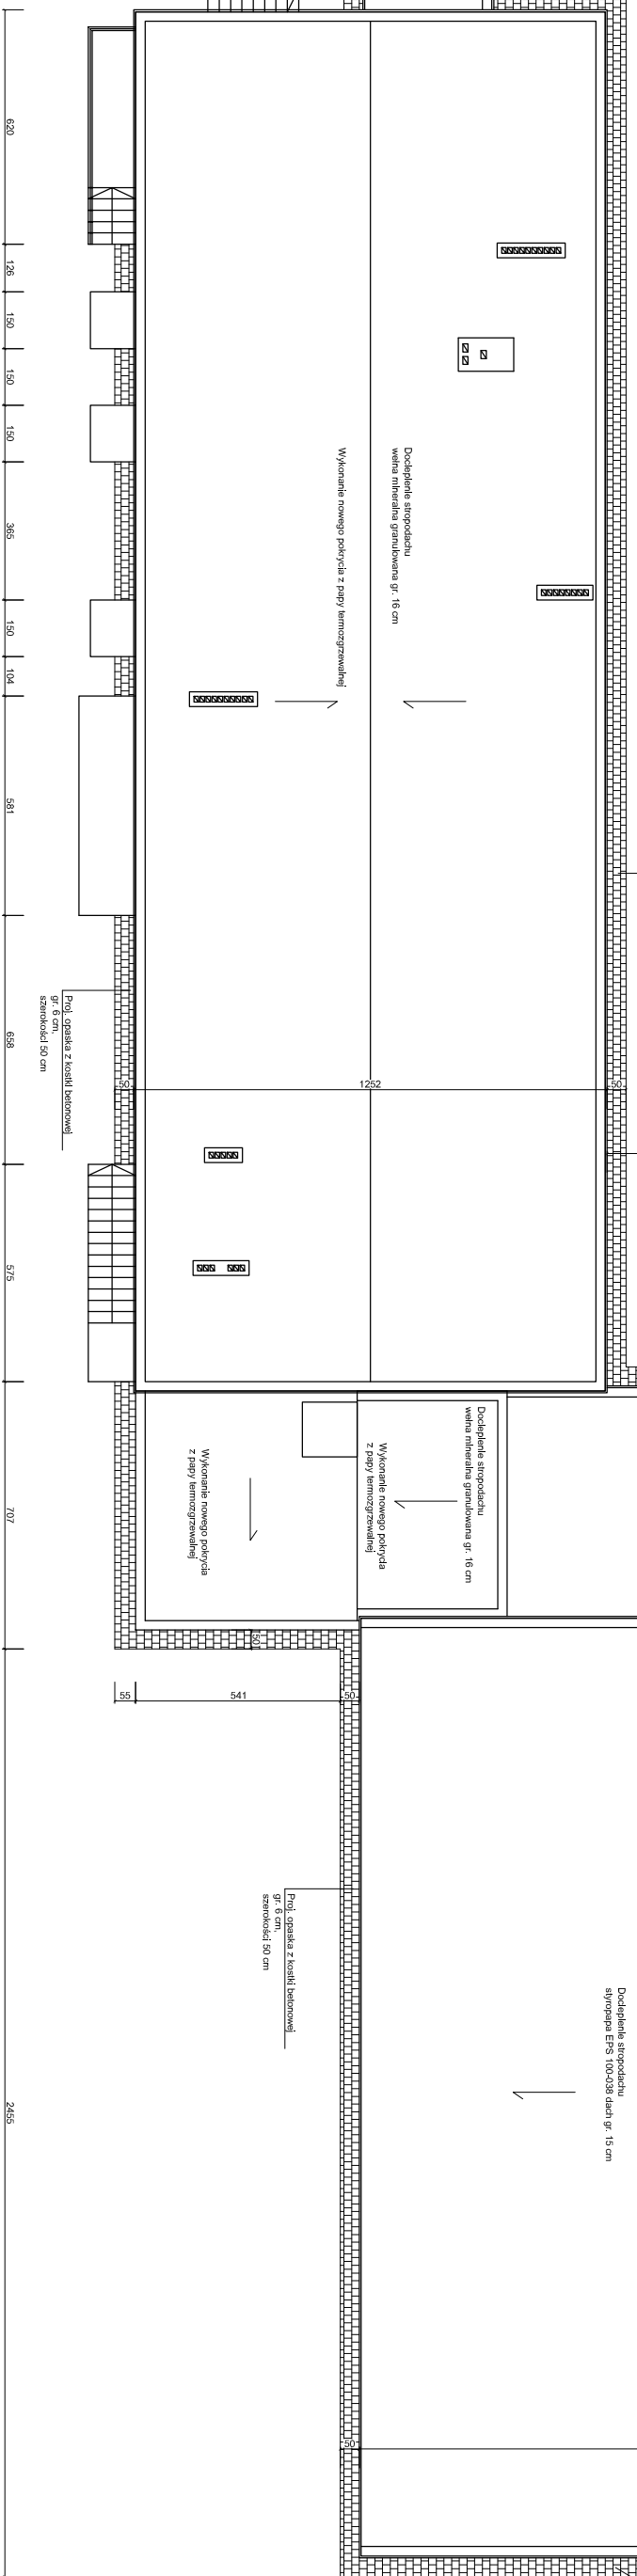 620
126
150
150
150
365
150
104
581
658
575
707
2455
Docieplenie stropodachu
wełna mineralna granulowana gr. 16 cm
Wykonanie nowego pokrycia z papy termozgrzewalnej
Proj. opaska z kostki betonowej
gr. 6 cm,
szerokości 50 cm
50
1252
50
Docieplenie stropodachu
wełna mineralna granulowana gr. 16 cm
Wykonanie nowego pokrycia
z papy termozgrzewalnej
Wykonanie nowego pokrycia
z papy termozgrzewalnej
50
55
541
50
Proj. opaska z kostki betonowej
gr. 6 cm,
szerokości 50 cm
Docieplenie stropodachu
styropapa EPS 100-038 dach gr. 15 cm
50